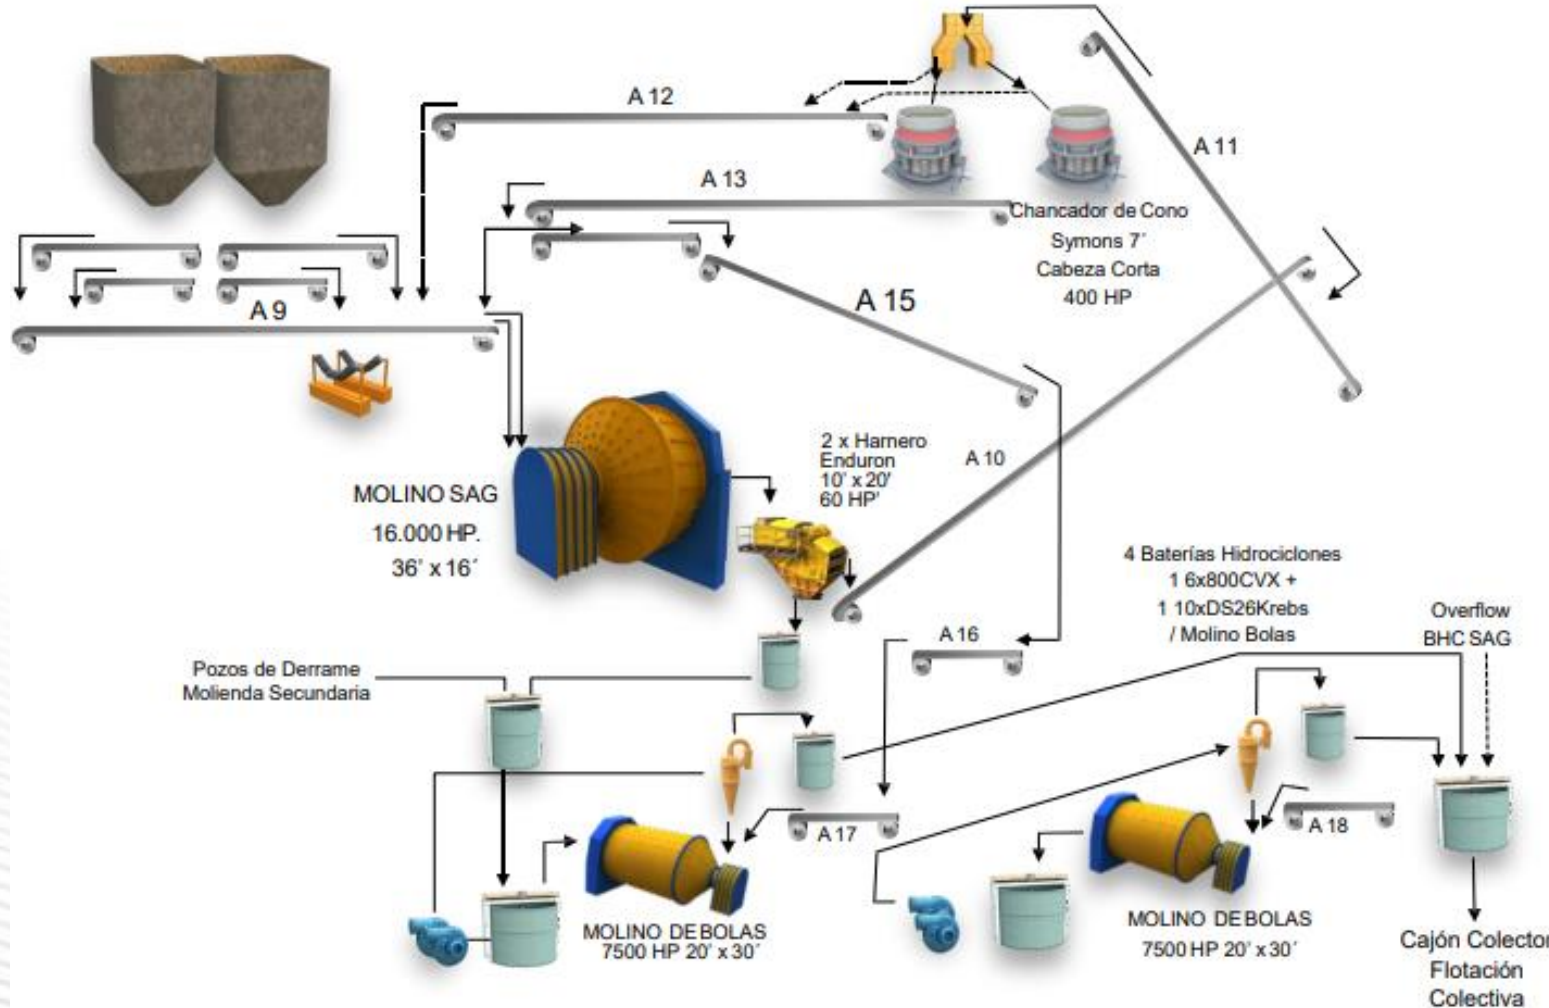 A 12
A 11
A 13
Chancador de Cono
Symons 7´
Cabeza Corta
400 HP
A 15
A 9
2 x Harnero
Enduron
10' x 20'
60 HP'
A 10
MOLINO SAG
16.000 HP.
36' x 16´
4 Baterías Hidrociclones
1 6x800CVX +
1 10xDS26Krebs
/ Molino Bolas
Overflow
BHC SAG
A 16
Pozos de Derrame
Molienda Secundaria
A 17
A 18
MOLINO DE BOLAS
7500 HP 20' x 30´
MOLINO DE BOLAS
7500 HP 20' x 30´
Cajón Colector
Flotación
Colectiva